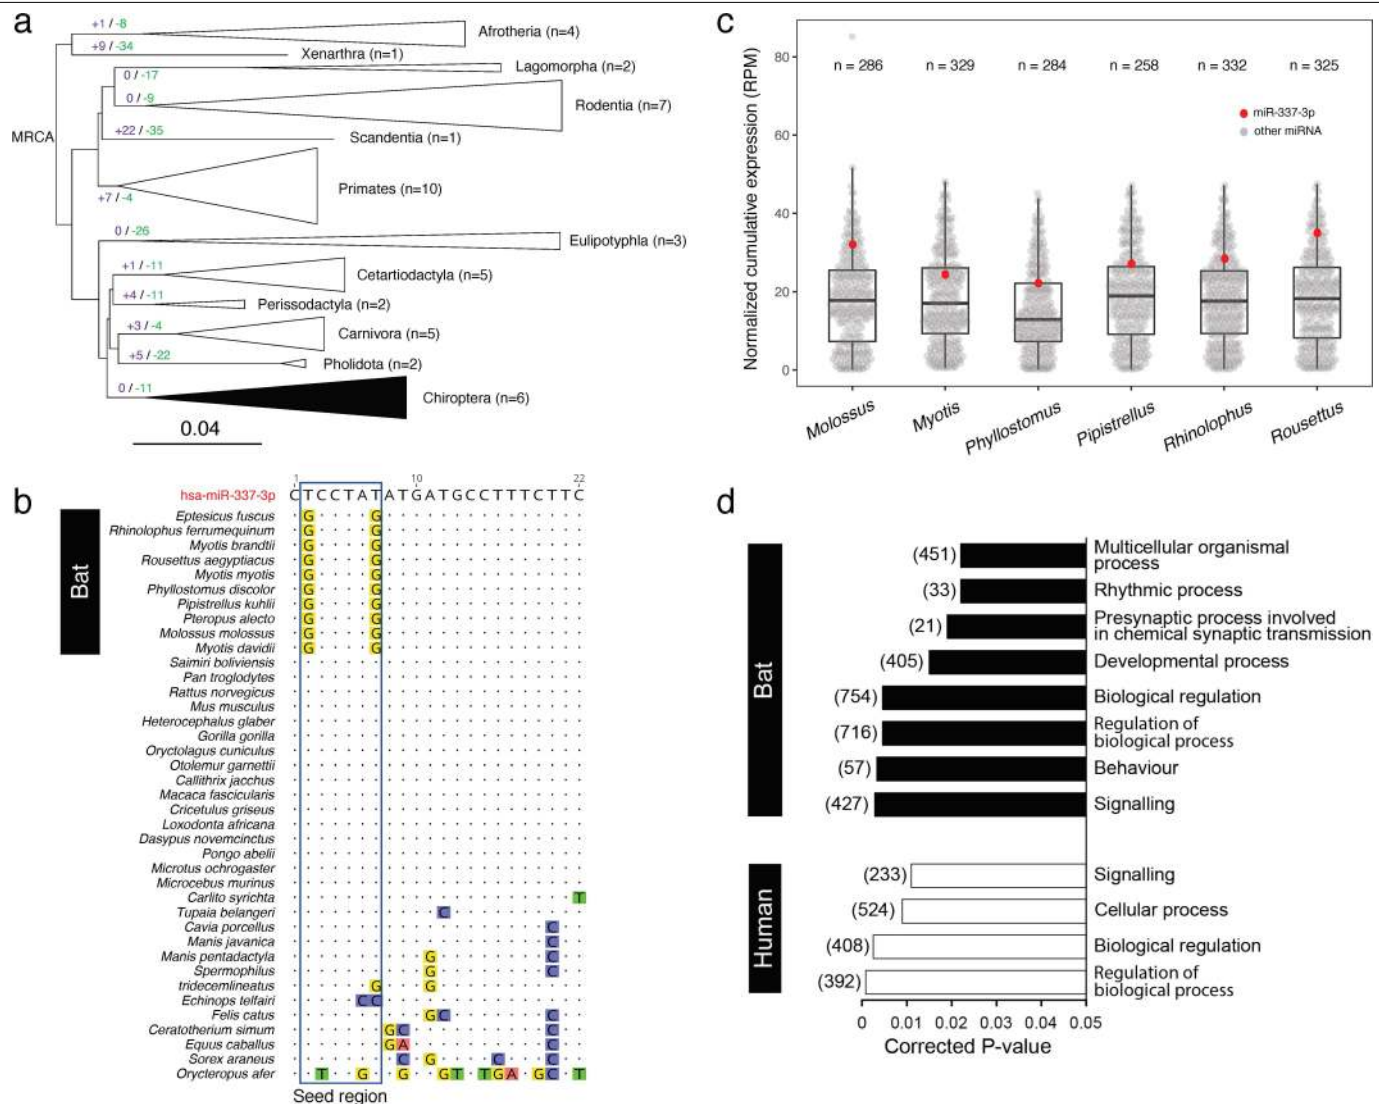 a
+1 / -8
Afrotheria (n=4)
+9 / -34
Xenarthra (n=1)
Lagomorpha (n=2)
0 / -17
0 / -9
Rodentia (n=7)
MRCA
+22 / -35
Scandentia (n=1)
Primates (n=10)
+7 / -4
0 / -26
Eulipotyphla (n=3)
+1 / -11
Cetartiodactyla (n=5)
+4 / -11
Perissodactyla (n=2)
+3 / -4
Carnivora (n=5)
+5 / -22
Pholidota (n=2)
0 / -11
Chiroptera (n=6)
0.04
c
Normalized cumulative expression (RPM)
80
60
40
20
0
n = 286
n = 329
n = 284
n = 258
n = 332
n = 325
miR-337-3p
other miRNA
Molossus
Myotis
Phyllostomus
Pipistrellus
Rhinolophus
Rousettus
b
1
10
22
hsa-miR-337-3p
C T C C T A T A T G A T G C C T T T C T T C
Bat
Eptesicus fuscus G G
Rhinolophus ferrumequinum G G
Myotis brandtii G G
Rousettus aegyptiacus G G
Myotis myotis G G
Phyllostomus discolor G G
Pipistrellus kuhlii G G
Pteropus alecto G G
Molossus molossus G G
Myotis davidii G G
Saimiri boliviensis
Pan troglodytes
Rattus norvegicus
Mus musculus
Heterocephalus glaber
Gorilla gorilla
Oryctolagus cuniculus
Otolemur garnettii
Callithrix jacchus
Macaca fascicularis
Cricetulus griseus
Loxodonta africana
Dasypus novemcinctus
Pongo abelii
Microtus ochrogaster
Microcebus murinus
Carlito syrichta T
Tupaia belangeri C
Cavia porcellus C
Manis javanica C
Manis pentadactyla G C
Spermophilus G C
tridecemlineatus G G
Echinops telfairi C C
Felis catus G C C
Ceratotherium simum G C C
Equus caballus G A C
Sorex araneus C G C C
Orycteropus afer T G G G T T G A G C T
Seed region
d
Bat
(451)
Multicellular organismal
process
(33)
Rhythmic process
(21)
Presynaptic process involved
in chemical synaptic transmission
(405)
Developmental process
(754)
Biological regulation
(716)
Regulation of
biological process
(57)
Behaviour
(427)
Signalling
Human
(233)
Signalling
(524)
Cellular process
(408)
Biological regulation
(392)
Regulation of
biological process
0
0.01
0.02
0.03
0.04
0.05
Corrected P-value